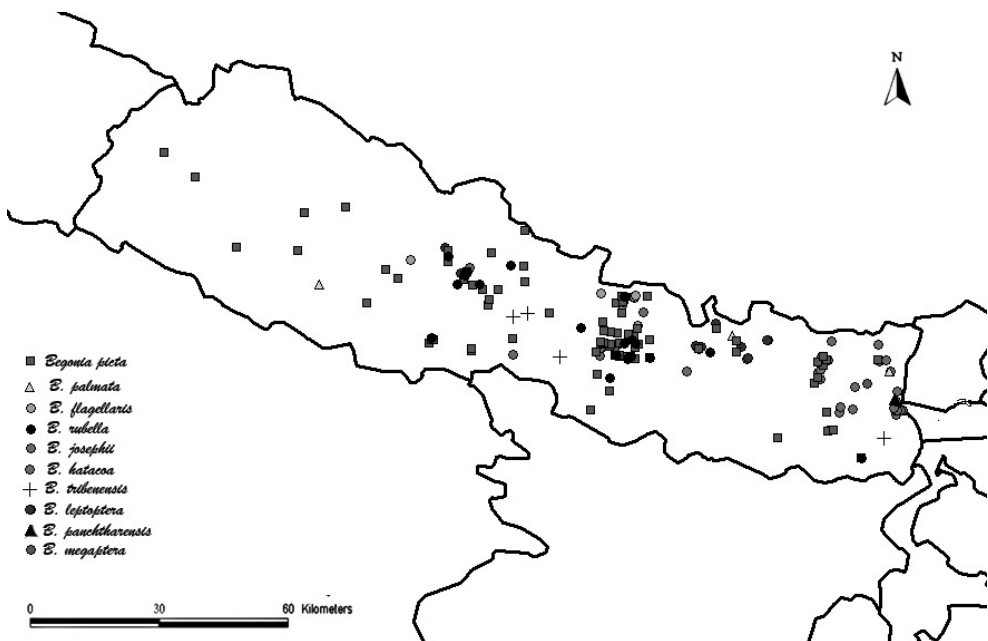 N
Begonia picta
B. palmata
B. flagellaris
B. rubella
B. josephii
B. hatacoa
B. tribenensis
B. leptoptera
B. panchtharensis
B. megaptera
0 30 60 Kilometers